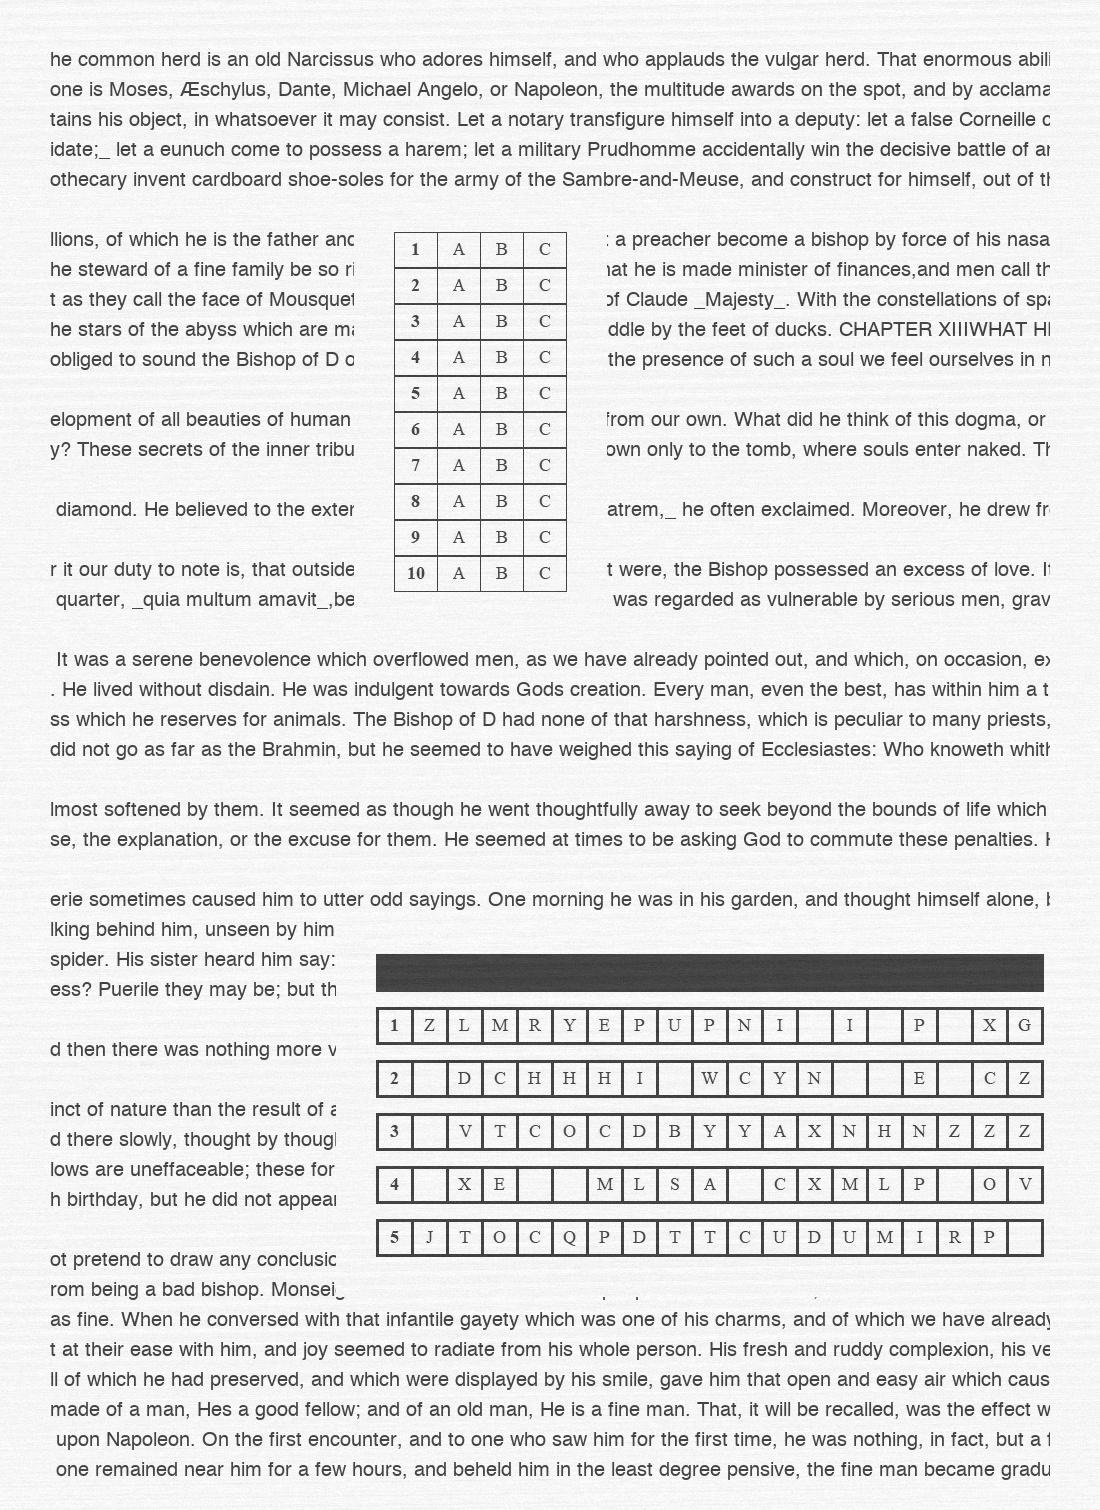 he common herd is an old Narcissus who adores himself, and who applauds the vulgar herd. That enormous abili
one is Moses, Æschylus, Dante, Michael Angelo, or Napoleon, the multitude awards on the spot, and by acclama
tains his object, in whatsoever it may consist. Let a notary transfigure himself into a deputy: let a false Corneille
idate;_ let a eunuch come to possess a harem; let a military Prudhomme accidentally win the decisive battle of
othecary invent cardboard shoe-soles for the army of the Sambre-and-Meuse, and construct for himself, out of
llions, of which he is the father and
he steward of a fine family be so ri
t as they call the face of Mousquet
he stars of the abyss which are ma
obliged to sound the Bishop of D o
elopment of all beauties of human
y? These secrets of the inner tribu
diamond. He believed to the exter
r it our duty to note is, that outside
quarter, _quia multum amavit_,be
1 A B C
2 A B C
3 A B C
4 A B C
5 A B C
6 A B C
7 A B C
8 A B C
9 A B C
10 A B C
a preacher become a bishop by force of his nasa
hat he is made minister of finances,and men call th
of Claude _Majesty_. With the constellations of spa
ddle by the feet of ducks. CHAPTER XIIIWHAT
the presence of such a soul we feel ourselves in n
from our own. What did he think of this dogma, or
own only to the tomb, where souls enter naked.
atrem,_ he often exclaimed. Moreover, he drew
t were, the Bishop possessed an excess of love.
was regarded as vulnerable by serious men, grav
It was a serene benevolence which overflowed men, as we have already pointed out, and which, on occasion, ex
. He lived without disdain. He was indulgent towards Gods creation. Every man, even the best, has within him a t
ss which he reserves for animals. The Bishop of D had none of that harshness, which is peculiar to many priests,
did not go as far as the Brahmin, but he seemed to have weighed this saying of Ecclesiastes: Who knoweth whith
lmost softened by them. It seemed as though he went thoughtfully away to seek beyond the bounds of life which
se, the explanation, or the excuse for them. He seemed at times to be asking God to commute these penalties.
erie sometimes caused him to utter odd sayings. One morning he was in his garden, and thought himself alone,
lking behind him, unseen by him
spider. His sister heard him say:
ess? Puerile they may be; but th
d then there was nothing more v
inct of nature than the result of a
d there slowly, thought by though
lows are uneffaceable; these for
h birthday, but he did not appear
ot pretend to draw any conclusio
rom being a bad bishop. Monseig
1 Z L M R Y E P U P N I I P X G
2 D C H H H I W C Y N E C Z
3 V T C O C D B Y Y A X N H N Z Z Z
4 X E M L S A C X M L P O V
5 J T O C Q P D T T C U D U M I R P
as fine. When he conversed with that infantile gayety which was one of his charms, and of which we have already
t at their ease with him, and joy seemed to radiate from his whole person. His fresh and ruddy complexion, his ve
ll of which he had preserved, and which were displayed by his smile, gave him that open and easy air which caus
made of a man, Hes a good fellow; and of an old man, He is a fine man. That, it will be recalled, was the effect w
upon Napoleon. On the first encounter, and to one who saw him for the first time, he was nothing, in fact, but a f
one remained near him for a few hours, and beheld him in the least degree pensive, the fine man became gradu